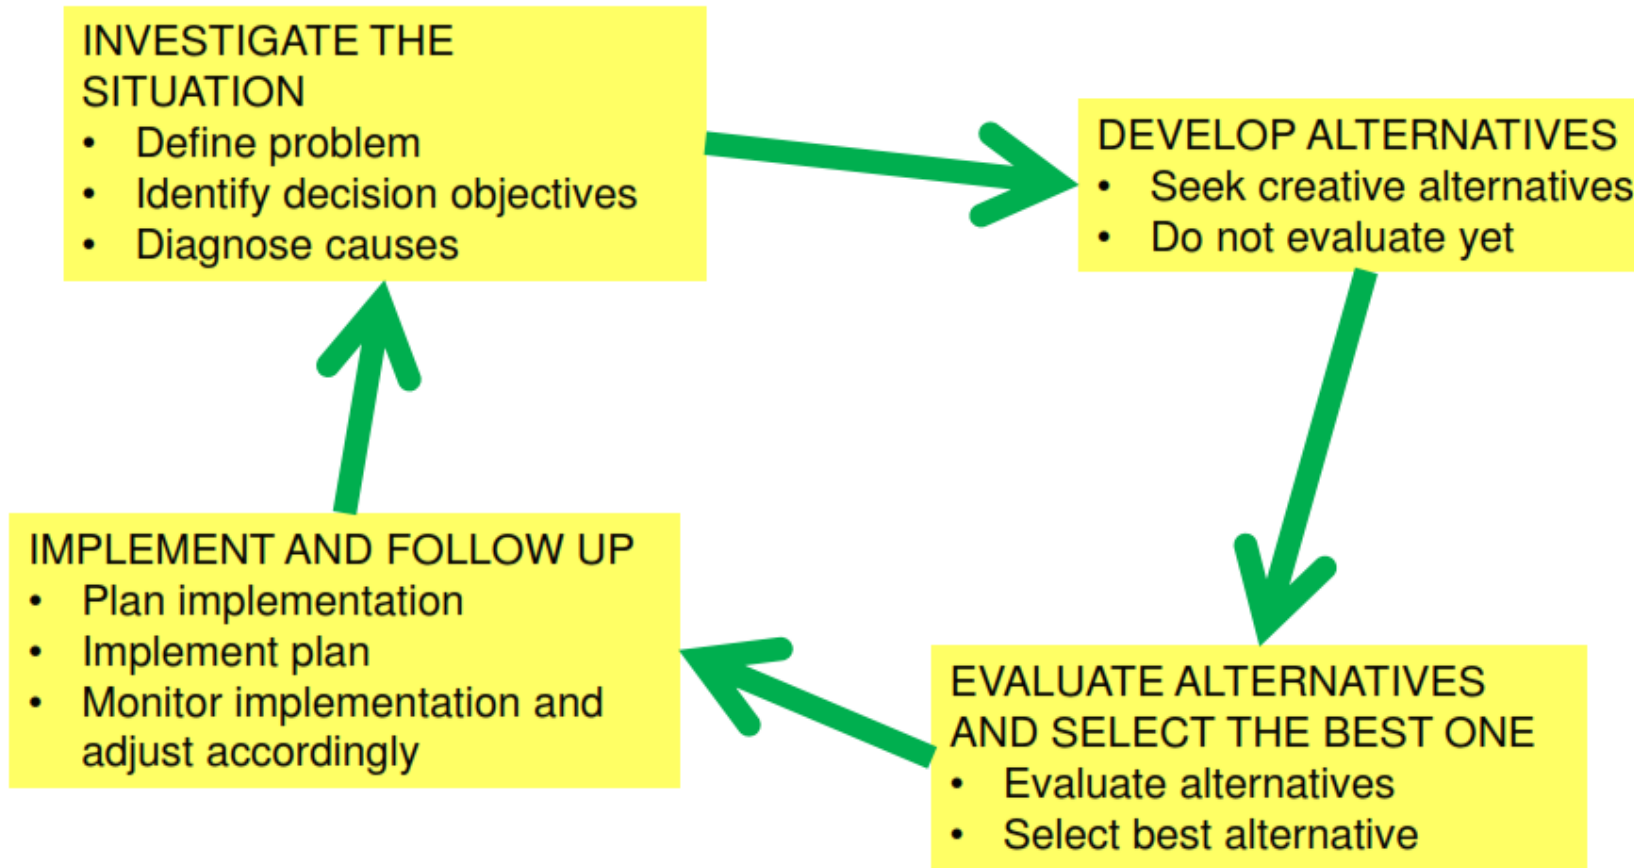 INVESTIGATE THE
SITUATION
• Define problem
• Identify decision objectives
• Diagnose causes
DEVELOP ALTERNATIVES
• Seek creative alternatives
• Do not evaluate yet
EVALUATE ALTERNATIVES
AND SELECT THE BEST ONE
• Evaluate alternatives
• Select best alternative
IMPLEMENT AND FOLLOW UP
• Plan implementation
• Implement plan
• Monitor implementation and
adjust accordingly